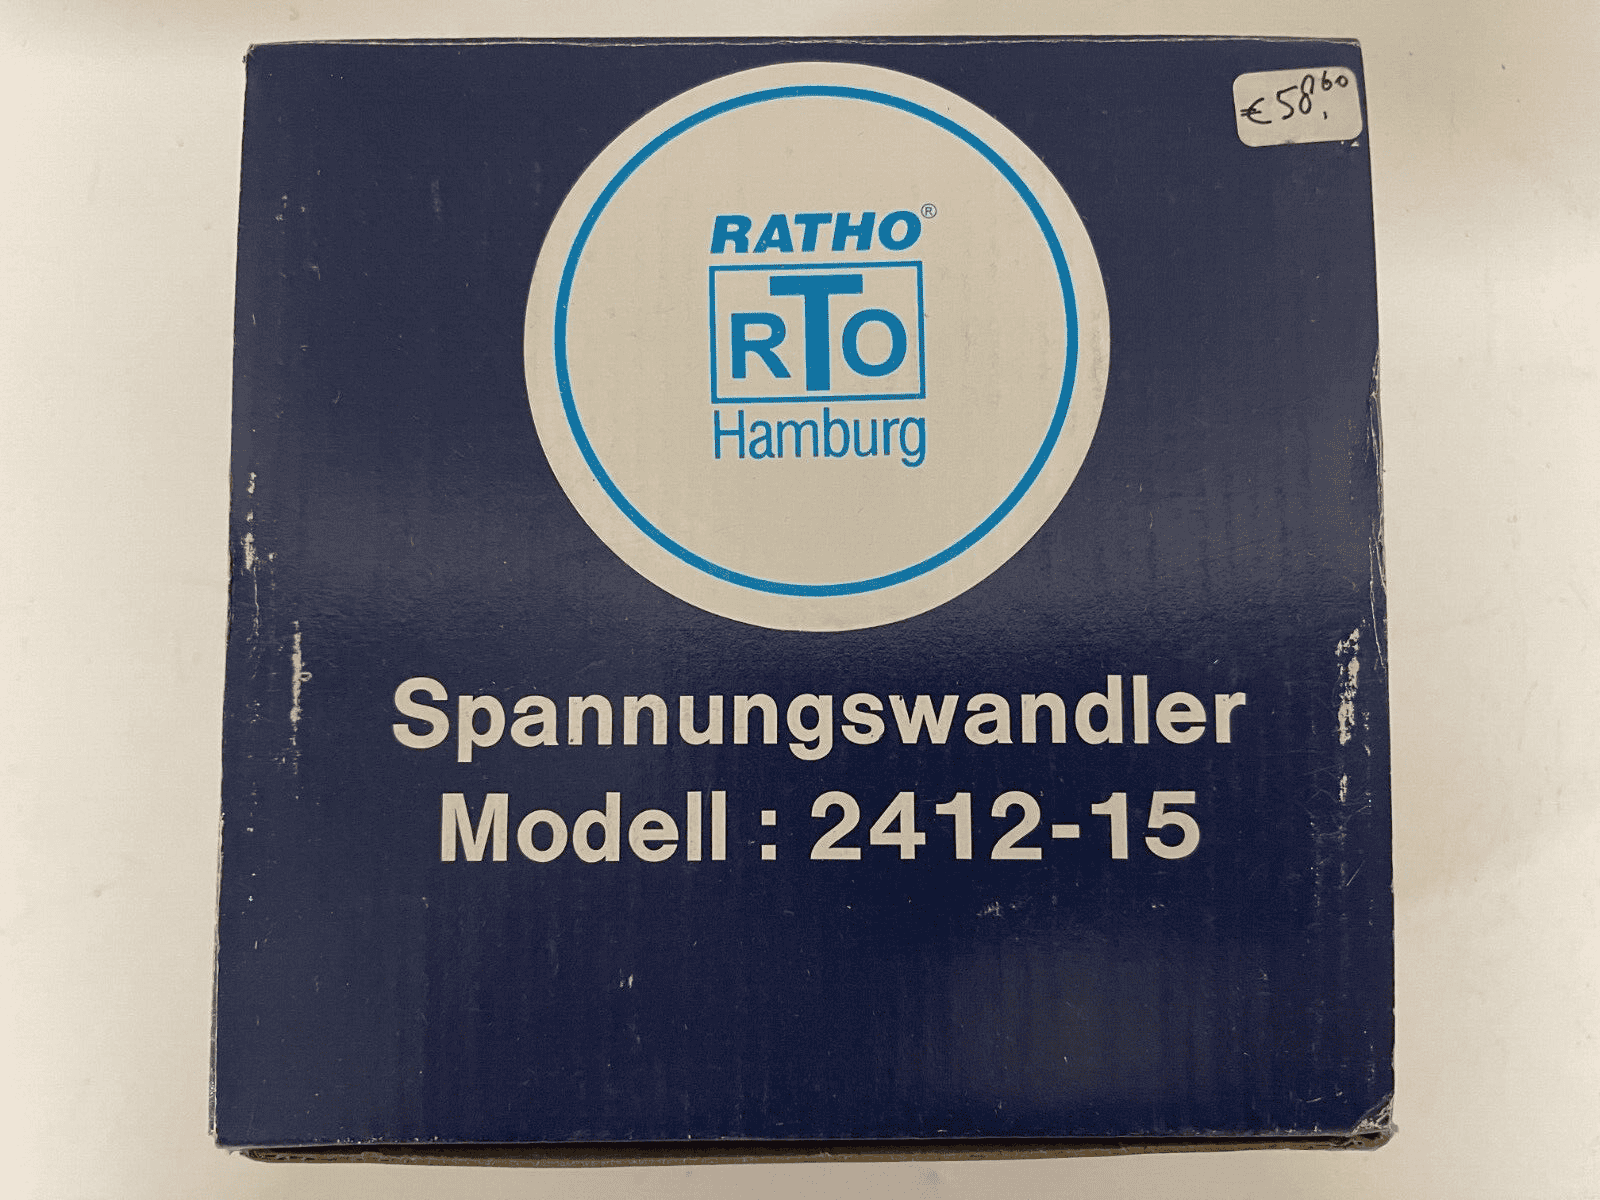 €58,60
RATHO®
RTO
Hamburg
Spannungswandler
Modell : 2412-15